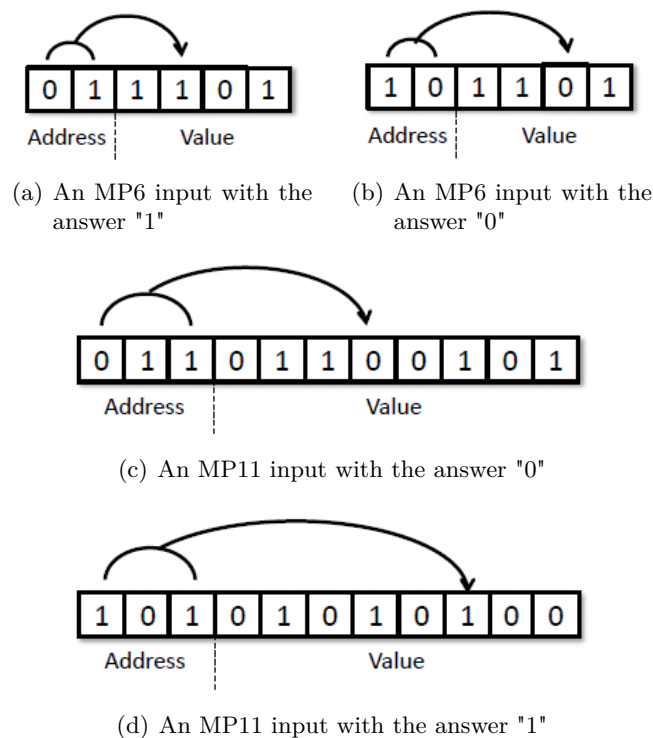 0 1 1 1 0 1
Address Value
(a) An MP6 input with the
answer "1"
1 0 1 1 0 1
Address Value
(b) An MP6 input with the
answer "0"
0 1 1 0 1 1 0 0 1 0 1
Address Value
(c) An MP11 input with the answer "0"
1 0 1 0 1 0 1 0 1 0 0
Address Value
(d) An MP11 input with the answer "1"